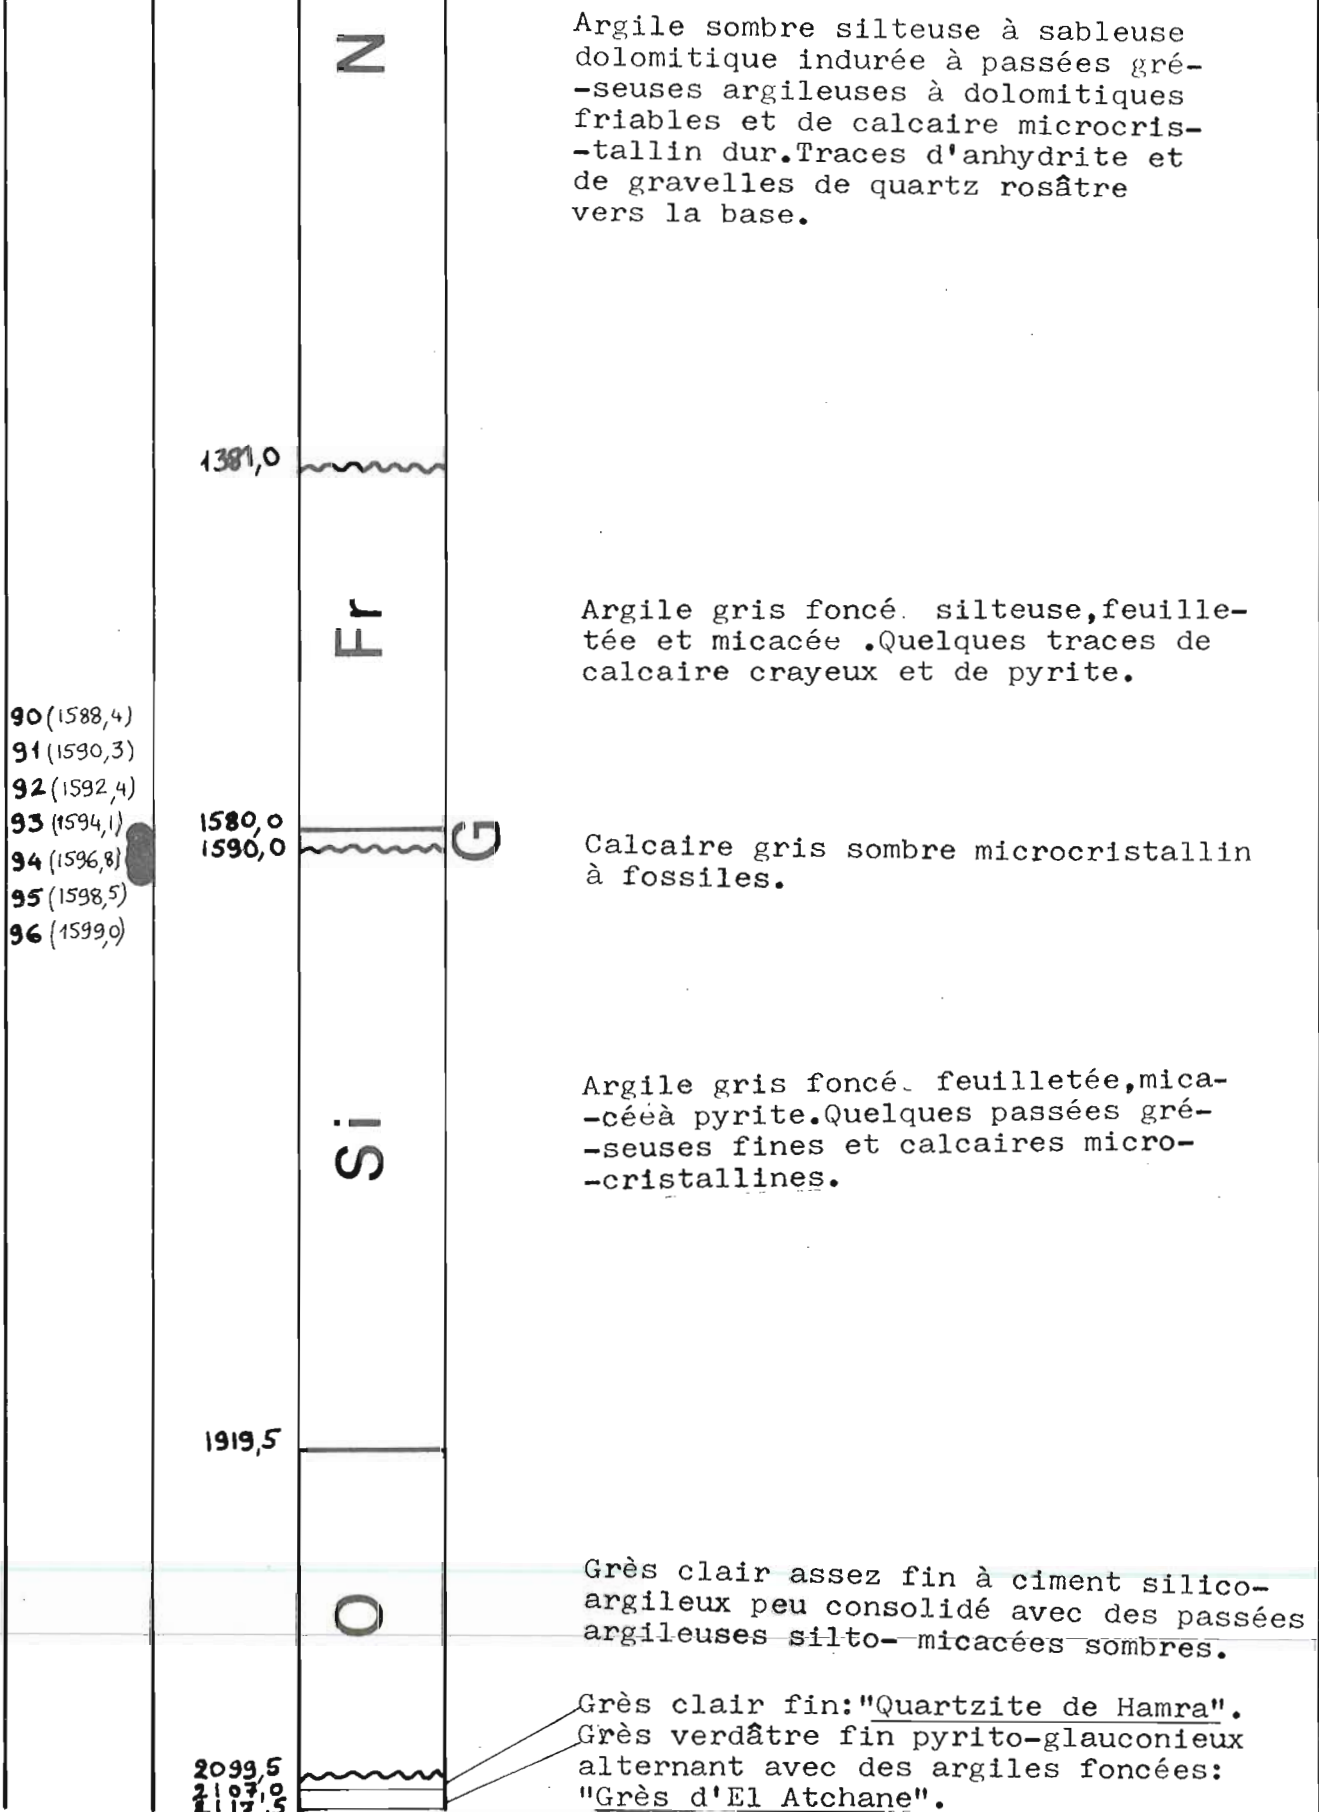 N
Argile sombre silteuse à sableuse
dolomitique indurée à passées gré-
-seuses argileuses à dolomitiques
friables et de calcaire microcris-
-tallin dur.Traces d'anhydrite et
de gravelles de quartz rosâtre
vers la base.
1381,0
Fr
Argile gris foncé. silteuse,feuille-
tée et micacée .Quelques traces de
calcaire crayeux et de pyrite.
90 (1588,4)
91 (1590,3)
92 (1592,4)
93 (1594,1)
94 (1596,8)
95 (1598,5)
96 (1599,0)
1580,0
1590,0
G
Calcaire gris sombre microcristallin
à fossiles.
Si
Argile gris foncé. feuilletée,mica-
-céeà pyrite.Quelques passées gré-
-seuses fines et calcaires micro-
-cristallines.
1919,5
O
Grès clair assez fin à ciment silico-
argileux peu consolidé avec des passées
argileuses silto- micacées sombres.
Grès clair fin:"Quartzite de Hamra".
Grès verdâtre fin pyrito-glauconieux
alternant avec des argiles foncées:
"Grès d'El Atchane".
2099,5
2107,0